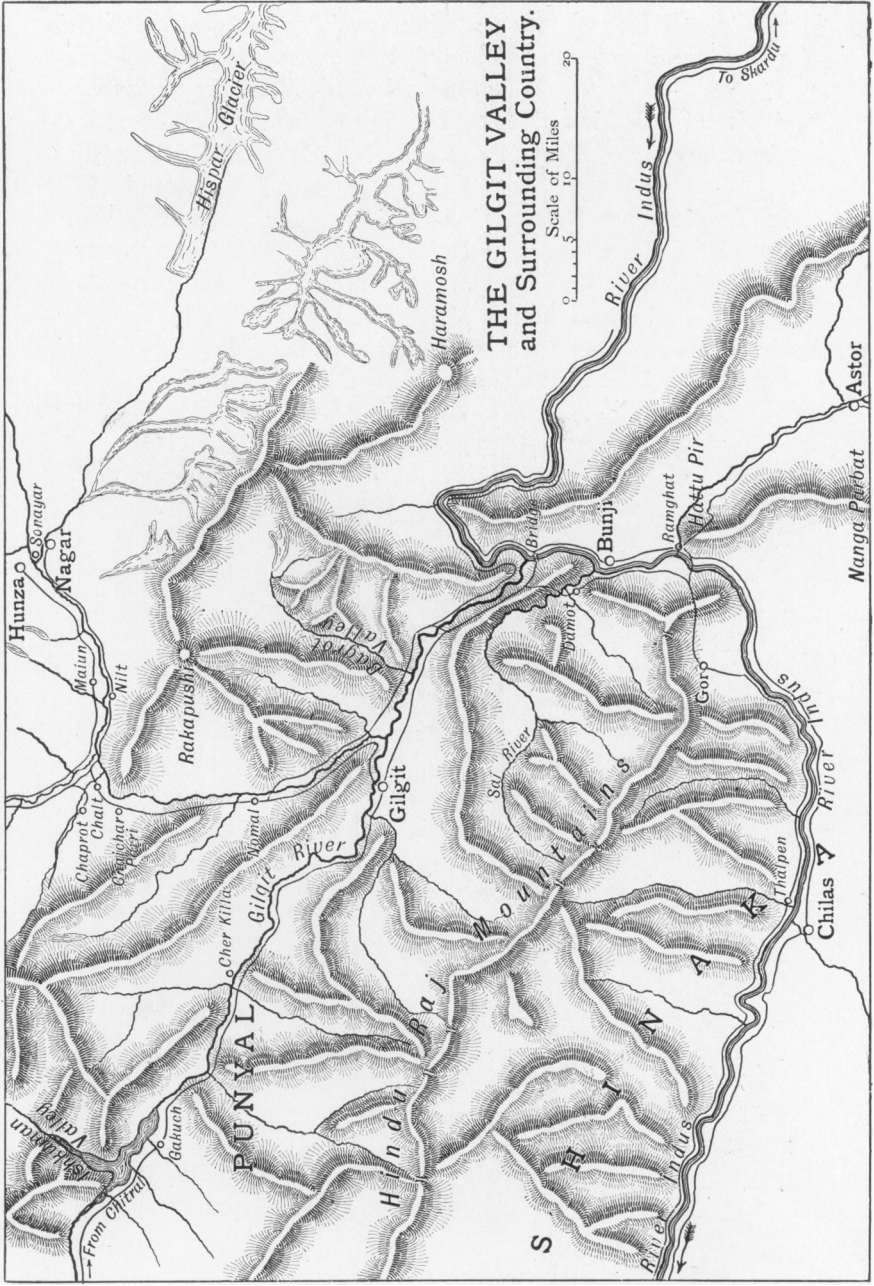 THE GILGIT VALLEY
and Surrounding Country.
Scale of Miles
0 5 10 20
From Chitral
Ishkaman
Valley
Gakuch
PUNYAL
Cher Killa
Gilgit River
Chaprot
Chalt
Chaichar
Pari
Nomal
Maiun
Nilt
Hunza
Sonayar
Nagar
Hispar Glacier
Rakapushi
Bagrot
Valley
Haramosh
Gilgit
Hindu Raj Mountains
Sai River
Damot
Bridge
Bunji
Ramghat
Hattu Pir
River Indus
To Skardu
Astor
Nanga Parbat
Gor
River Indus
Thalpen
Chilas
SHINAKI
River Indus